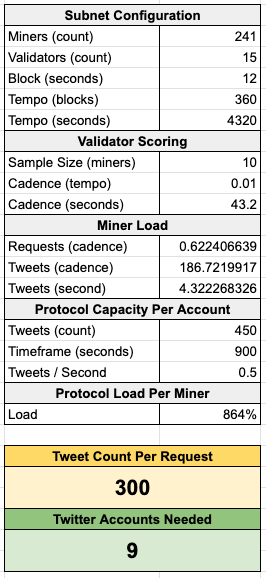 Subnet Configuration
Miners (count) 241
Validators (count) 15
Block (seconds) 12
Tempo (blocks) 360
Tempo (seconds) 4320
Validator Scoring
Sample Size (miners) 10
Cadence (tempo) 0.01
Cadence (seconds) 43.2
Miner Load
Requests (cadence) 0.622406639
Tweets (cadence) 186.7219917
Tweets (second) 4.322268326
Protocol Capacity Per Account
Tweets (count) 450
Timeframe (seconds) 900
Tweets / Second 0.5
Protocol Load Per Miner
Load 864%
Tweet Count Per Request
300
Twitter Accounts Needed
9